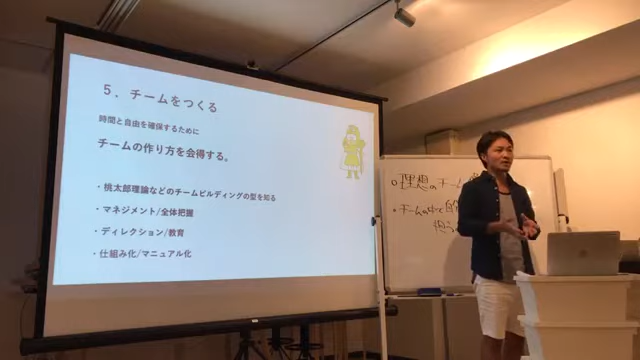 5. チームをつくる
時間と自由を確保するために
チームの作り方を会得する。
・桃太郎理論などのチームビルディングの型を知る
・マネジメント/全体把握
・ディレクション/教育
・仕組み化/マニュアル化
○理想のチーム
・チームの中で自